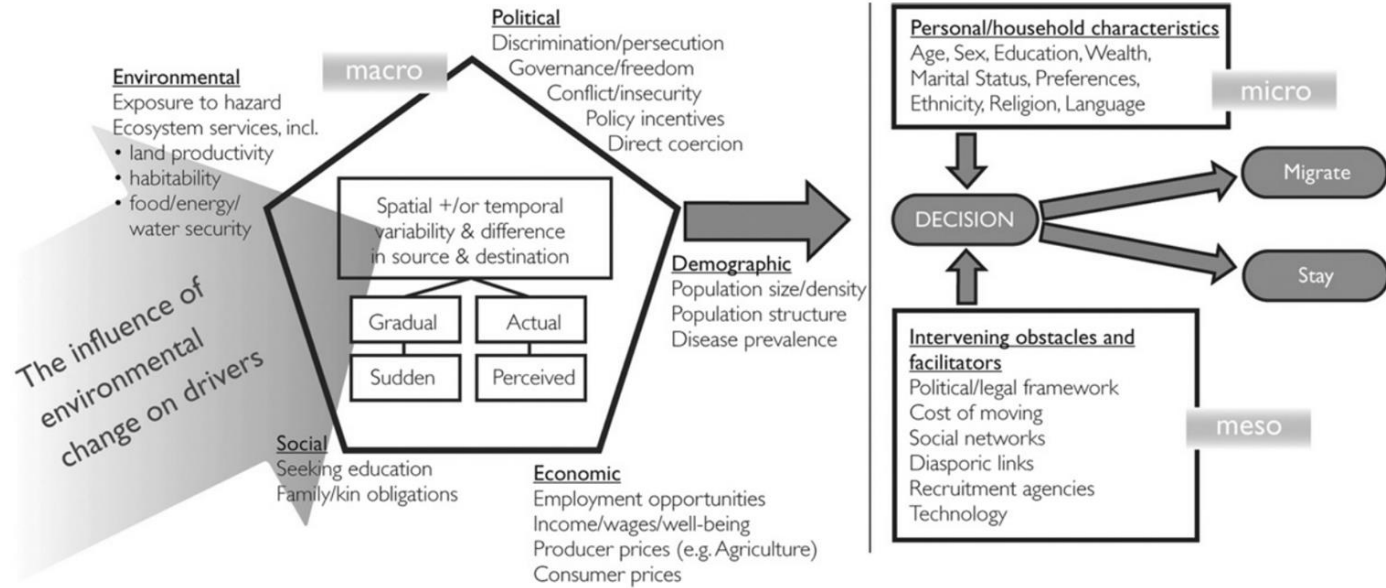 Political
Discrimination/persecution
Governance/freedom
Conflict/insecurity
Policy incentives
Direct coercion
macro
Environmental
Exposure to hazard
Ecosystem services, incl.
• land productivity
• habitability
• food/energy/
water security
Spatial +/or temporal
variability & difference
in source & destination
Gradual
Actual
Sudden
Perceived
The influence of
environmental
change on drivers
Demographic
Population size/density
Population structure
Disease prevalence
Social
Seeking education
Family/kin obligations
Economic
Employment opportunities
Income/wages/well-being
Producer prices (e.g. Agriculture)
Consumer prices
Personal/household characteristics
Age, Sex, Education, Wealth,
Marital Status, Preferences,
Ethnicity, Religion, Language
micro
DECISION
Migrate
Stay
Intervening obstacles and
facilitators
Political/legal framework
Cost of moving
Social networks
Diasporic links
Recruitment agencies
Technology
meso